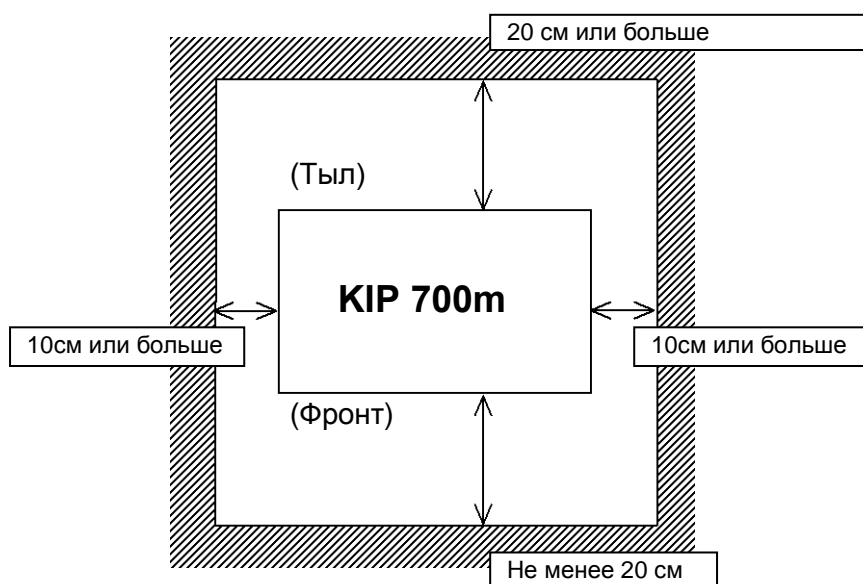 20 см или больше
(Тыл)
KIP 700m
10см или больше
10см или больше
(Фронт)
Не менее 20 см